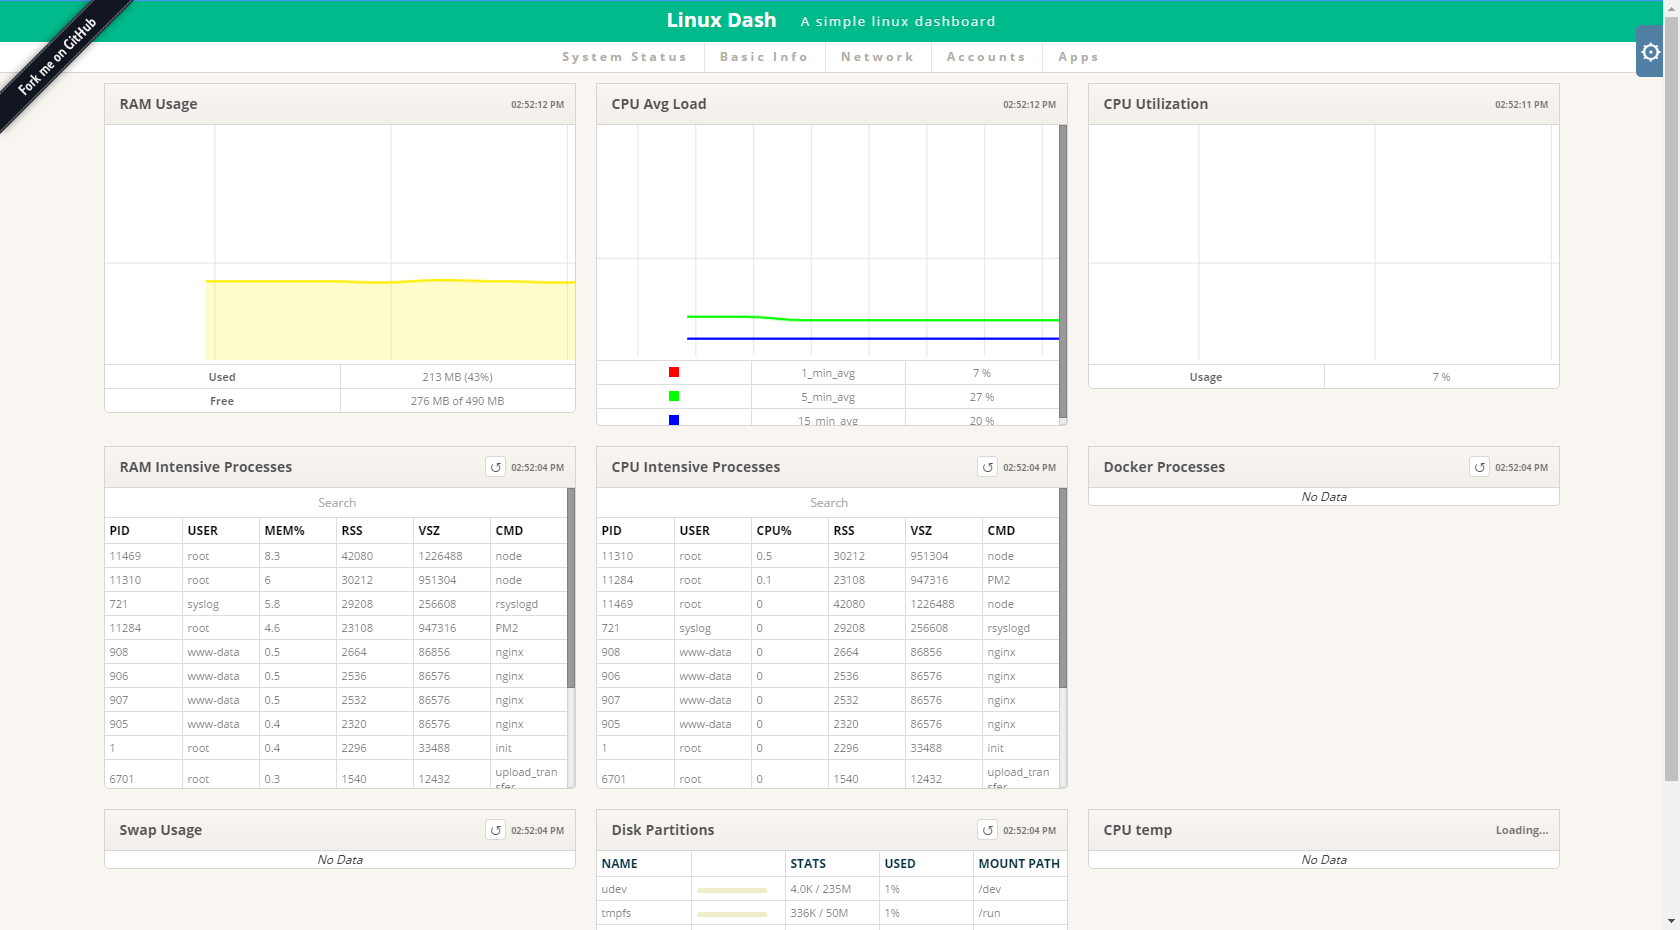 Fork me on GitHub
Linux Dash A simple linux dashboard
System Status Basic Info Network Accounts Apps
RAM Usage 02:52:12 PM
Used 213 MB (43%)
Free 276 MB of 490 MB
CPU Avg Load 02:52:12 PM
1_min_avg 7 %
5_min_avg 27 %
15_min_avg 20 %
CPU Utilization 02:52:11 PM
Usage 7 %
RAM Intensive Processes ↺ 02:52:04 PM
Search
PID USER MEM% RSS VSZ CMD
11469 root 8.3 42080 1226488 node
11310 root 6 30212 951304 node
721 syslog 5.8 29208 256608 rsyslogd
11284 root 4.6 23108 947316 PM2
908 www-data 0.5 2664 86856 nginx
906 www-data 0.5 2536 86576 nginx
907 www-data 0.5 2532 86576 nginx
905 www-data 0.4 2320 86576 nginx
1 root 0.4 2296 33488 init
6701 root 0.3 1540 12432 upload_tran
sfer
CPU Intensive Processes ↺ 02:52:04 PM
Search
PID USER CPU% RSS VSZ CMD
11310 root 0.5 30212 951304 node
11284 root 0.1 23108 947316 PM2
11469 root 0 42080 1226488 node
721 syslog 0 29208 256608 rsyslogd
908 www-data 0 2664 86856 nginx
906 www-data 0 2536 86576 nginx
907 www-data 0 2532 86576 nginx
905 www-data 0 2320 86576 nginx
1 root 0 2296 33488 init
6701 root 0 1540 12432 upload_tran
sfer
Docker Processes ↺ 02:52:04 PM
No Data
Swap Usage ↺ 02:52:04 PM
No Data
Disk Partitions ↺ 02:52:04 PM
NAME STATS USED MOUNT PATH
udev 4.0K / 235M 1% /dev
tmpfs 336K / 50M 1% /run
CPU temp Loading...
No Data